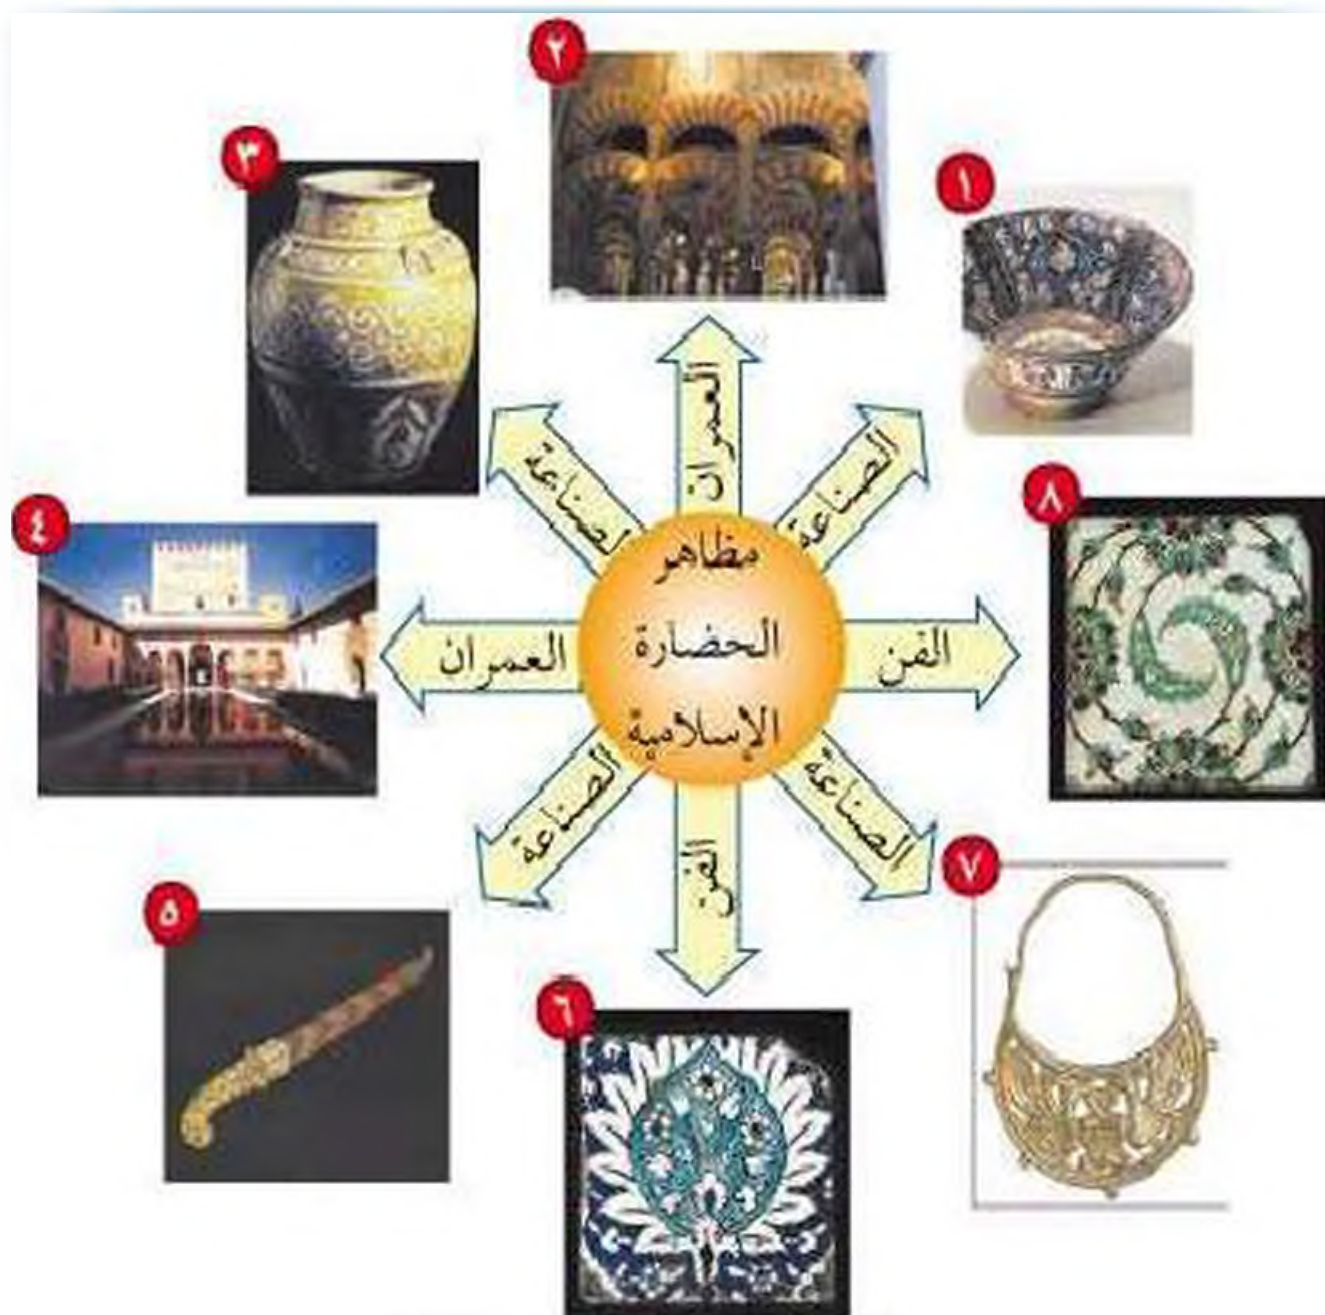 مظاهر
الحضارة
الإسلامية
١
الصناعة
٢
العمران
٣
الصناعة
٤
العمران
٥
الصناعة
٦
الفن
٧
الصناعة
٨
الفن